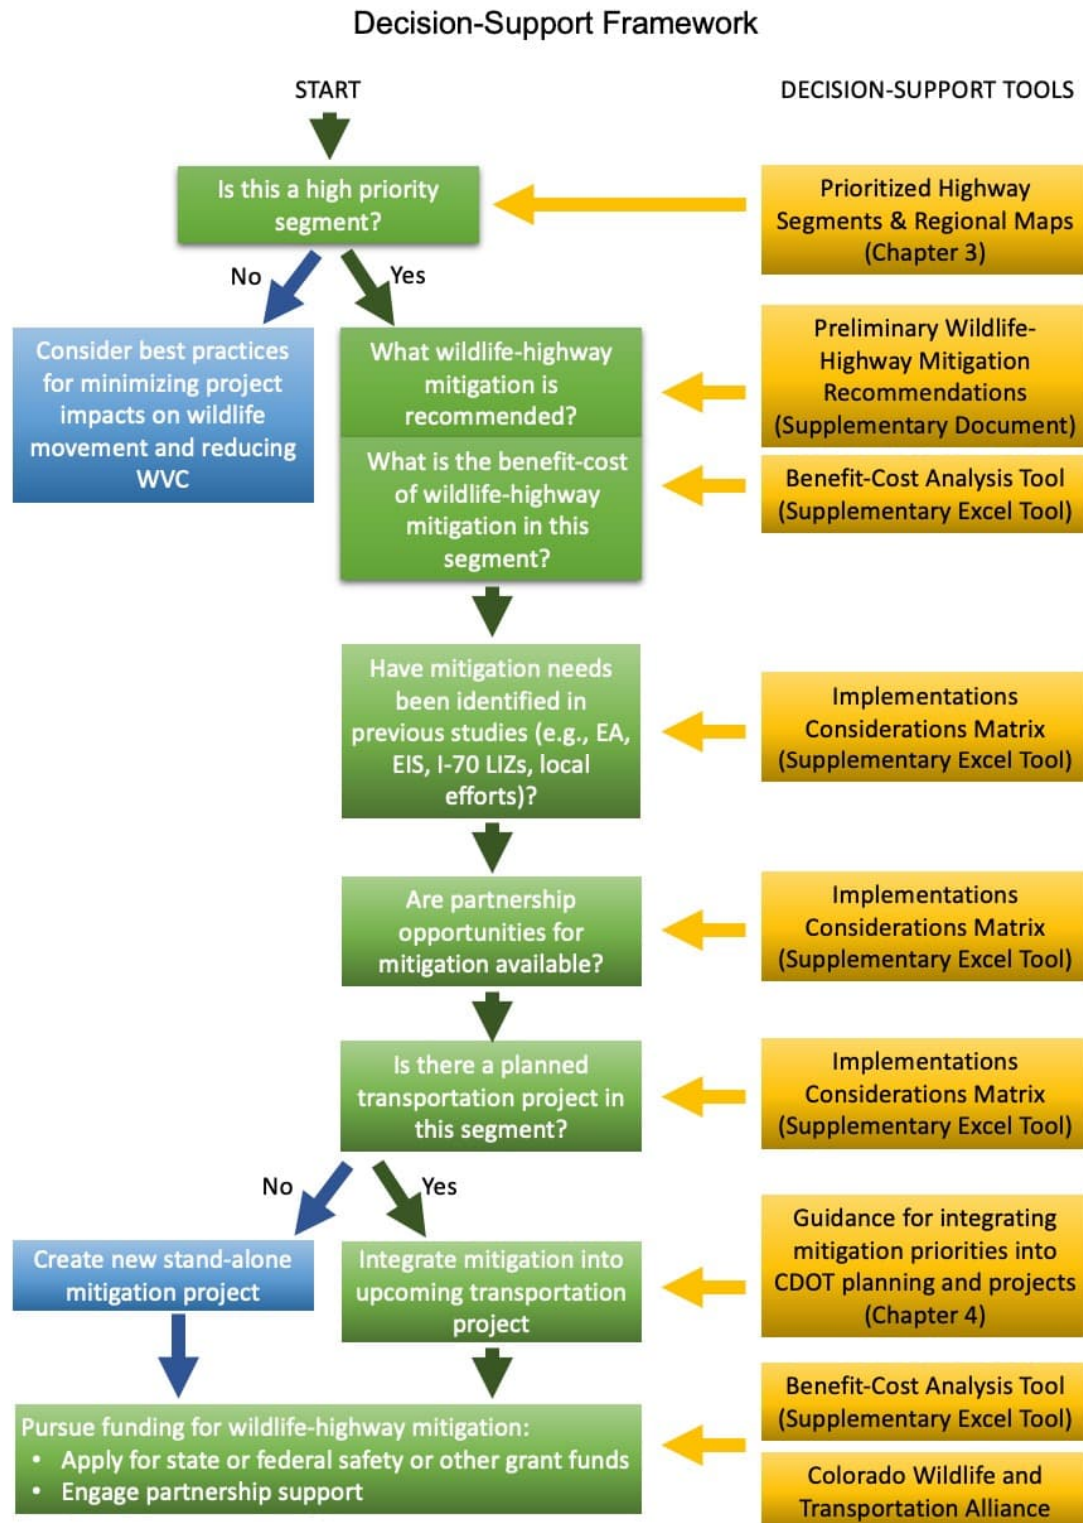 Decision-Support Framework
START
DECISION-SUPPORT TOOLS
Is this a high priority
segment?
Prioritized Highway
Segments & Regional Maps
(Chapter 3)
No
Yes
Consider best practices
for minimizing project
impacts on wildlife
movement and reducing
WVC
What wildlife-highway
mitigation is
recommended?
Preliminary Wildlife-
Highway Mitigation
Recommendations
(Supplementary Document)
What is the benefit-cost
of wildlife-highway
mitigation in this
segment?
Benefit-Cost Analysis Tool
(Supplementary Excel Tool)
Have mitigation needs
been identified in
previous studies (e.g., EA,
EIS, I-70 LIZs, local
efforts)?
Implementations
Considerations Matrix
(Supplementary Excel Tool)
Are partnership
opportunities for
mitigation available?
Implementations
Considerations Matrix
(Supplementary Excel Tool)
Is there a planned
transportation project in
this segment?
Implementations
Considerations Matrix
(Supplementary Excel Tool)
No
Yes
Create new stand-alone
mitigation project
Integrate mitigation into
upcoming transportation
project
Guidance for integrating
mitigation priorities into
CDOT planning and projects
(Chapter 4)
Pursue funding for wildlife-highway mitigation:
• Apply for state or federal safety or other grant funds
• Engage partnership support
Benefit-Cost Analysis Tool
(Supplementary Excel Tool)
Colorado Wildlife and
Transportation Alliance